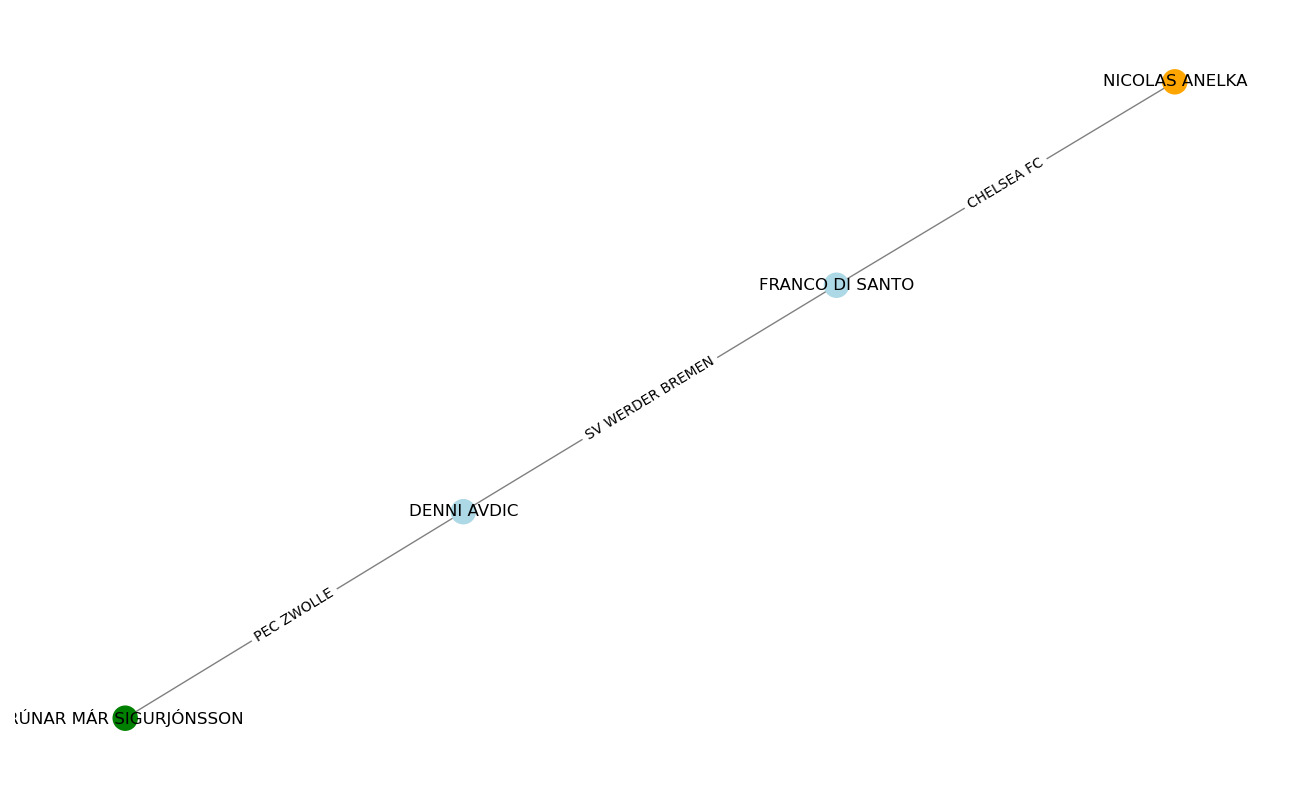 NICOLAS ANELKA
CHELSEA FC
FRANCO DI SANTO
SV WERDER BREMEN
DENNI AVDIC
PEC ZWOLLE
RÚNAR MÁR SIGURJÓNSSON